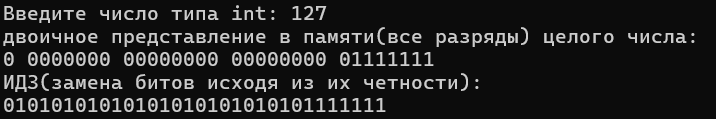 Введите число типа int: 127
двоичное представление в памяти(все разряды) целого числа:
0 0000000 00000000 00000000 01111111
ИДЗ(замена битов исходя из их четности):
01010101010101010101010101111111